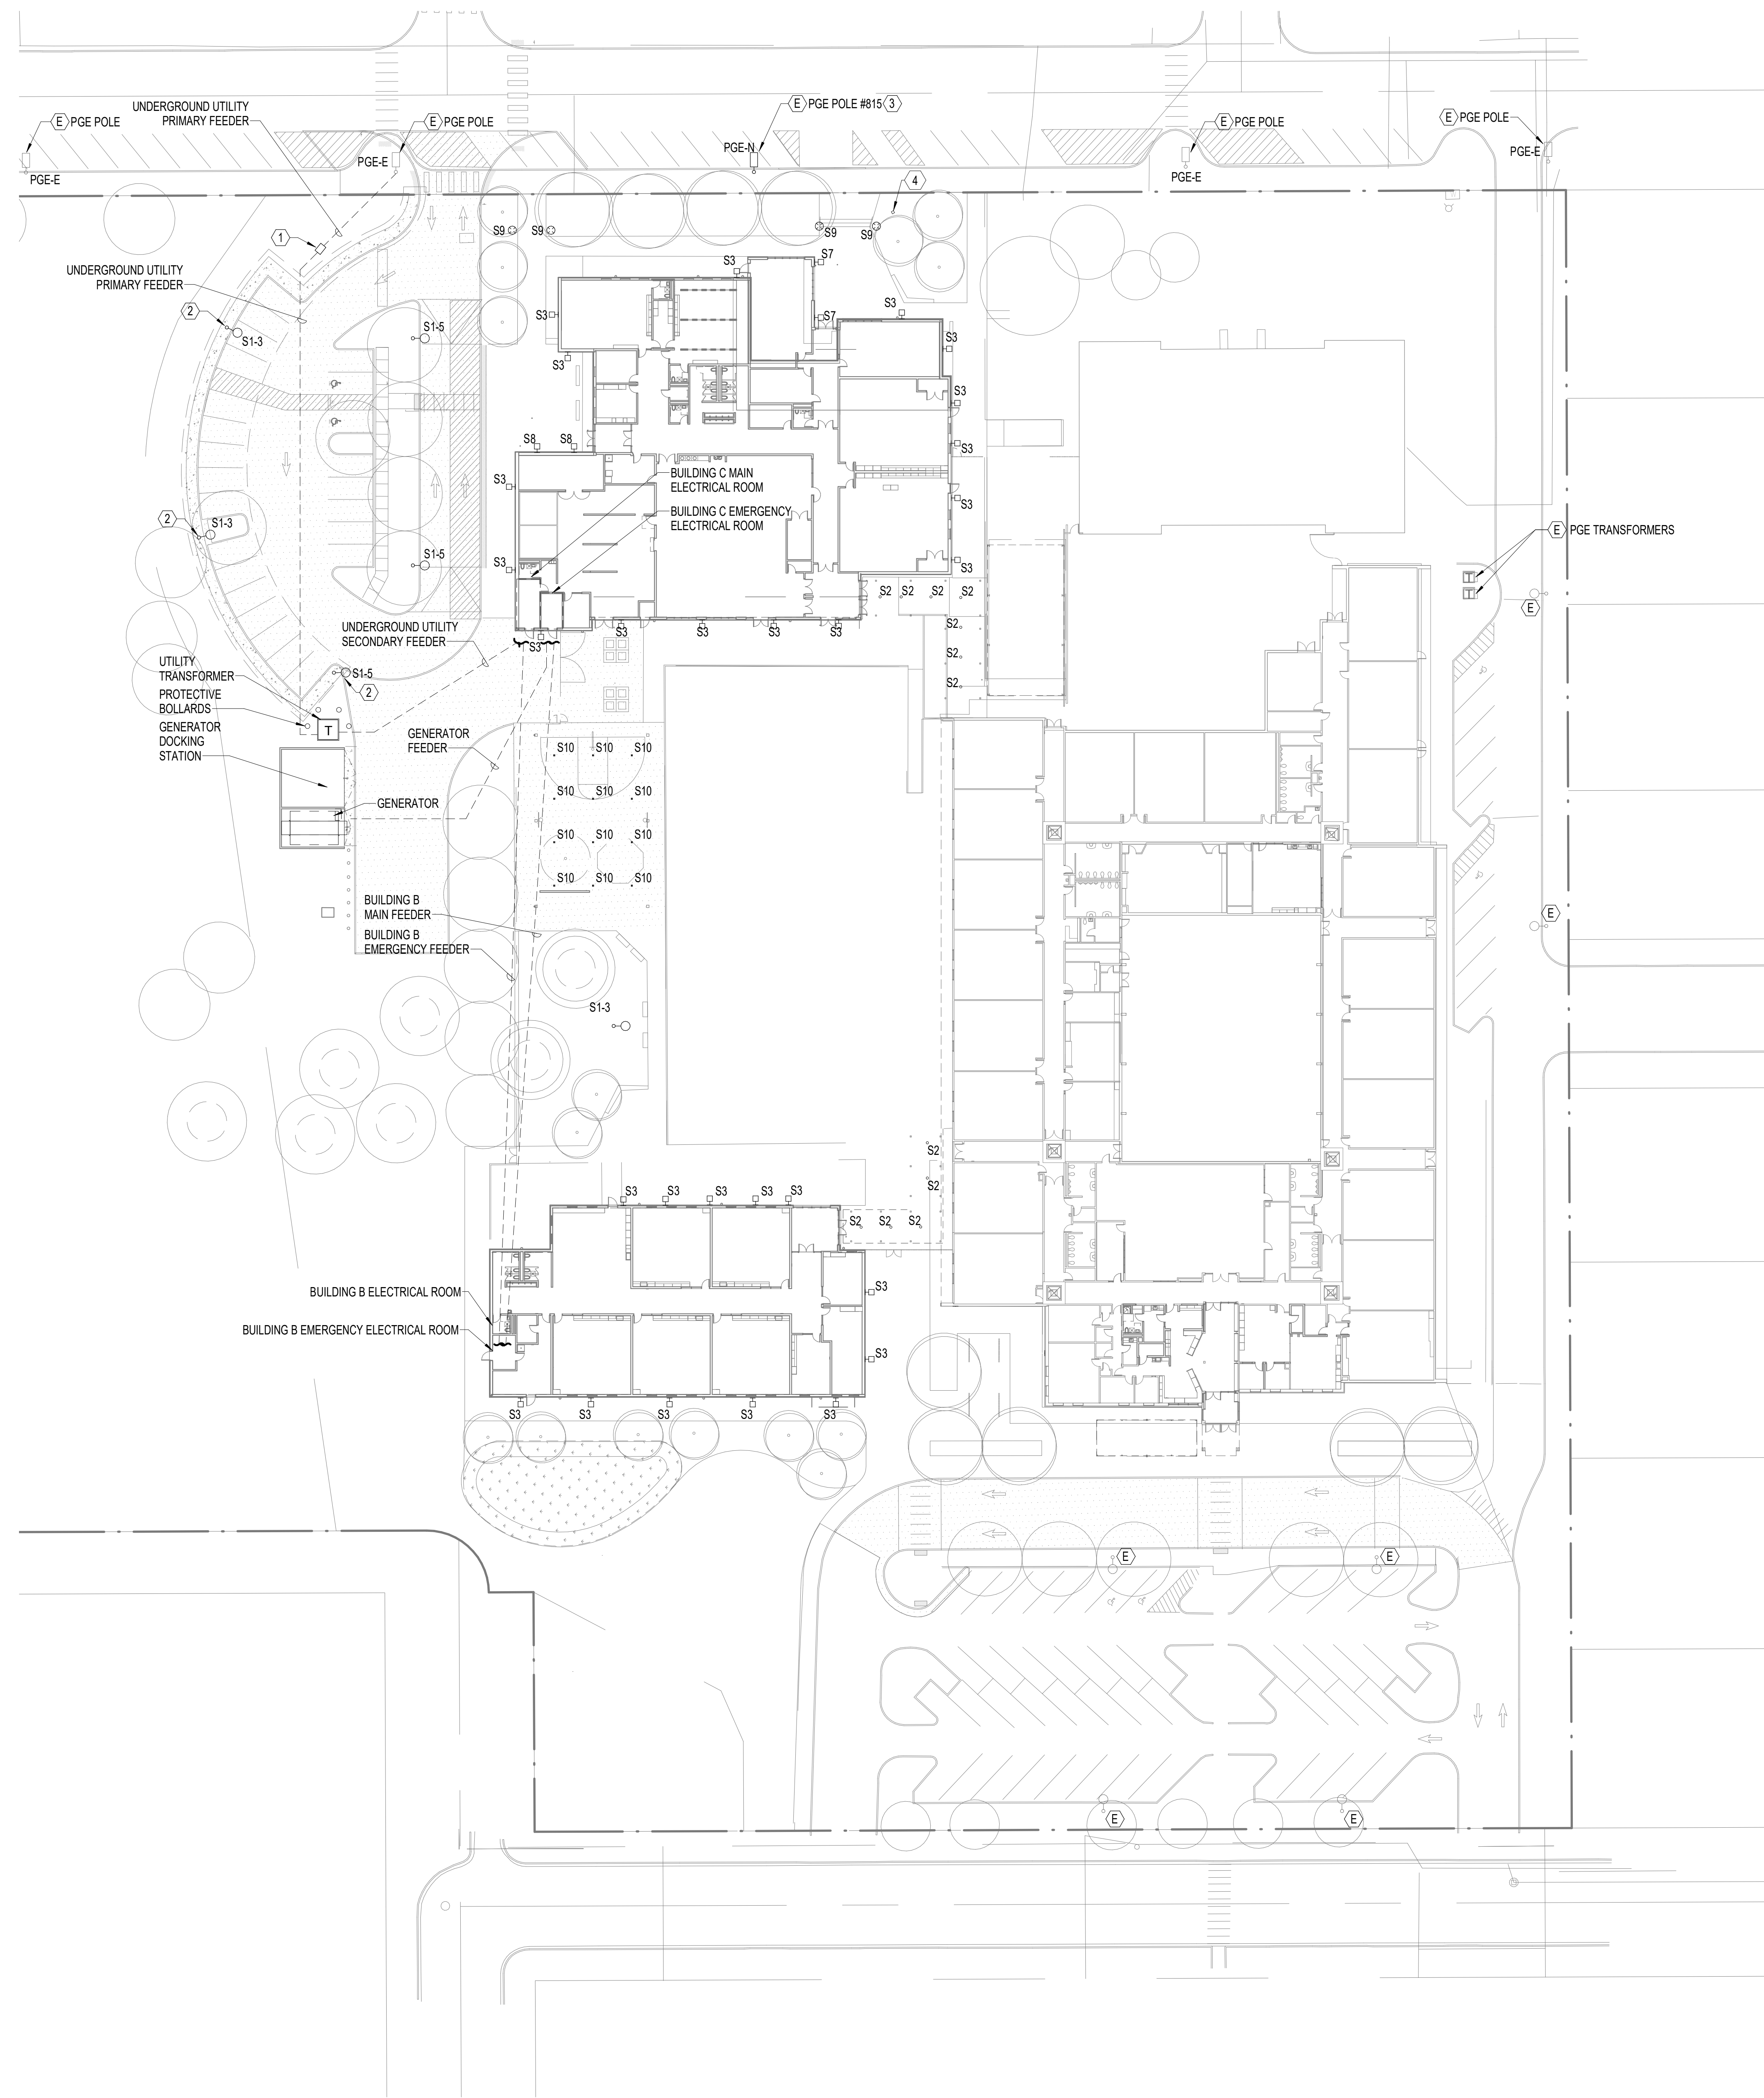 UNDERGROUND UTILITY
PRIMARY FEEDER
E PGE POLE
E PGE POLE
E PGE POLE #815 3
E PGE POLE
E PGE POLE
PGE-E
PGE-E
PGE-N
PGE-E
PGE-E
4
1
S9
S9
S9
S9
UNDERGROUND UTILITY
PRIMARY FEEDER
2
S1-3
S1-5
S3
S7
S3
S7
S3
S3
S3
S3
S8
S8
S3
S3
BUILDING C MAIN
ELECTRICAL ROOM
S3
S3
BUILDING C EMERGENCY
ELECTRICAL ROOM
2
S1-3
S1-5
S3
S3
E PGE TRANSFORMERS
S2
S2
S2
S2
E
UNDERGROUND UTILITY
SECONDARY FEEDER
S3
S3
S3
S3
S3
S2
S2
S2
UTILITY
TRANSFORMER
S1-5
2
PROTECTIVE
BOLLARDS
T
GENERATOR
DOCKING
STATION
GENERATOR
FEEDER
GENERATOR
S10
S10
S10
S10
S10
S10
S10
S10
S10
S10
S10
S10
BUILDING B
MAIN FEEDER
BUILDING B
EMERGENCY FEEDER
E
S1-3
S2
S2
S3
S3
S3
S3
S3
S2
S2
S2
BUILDING B ELECTRICAL ROOM
S3
BUILDING B EMERGENCY ELECTRICAL ROOM
S3
S3
S3
S3
S3
S3
E
E
E
E